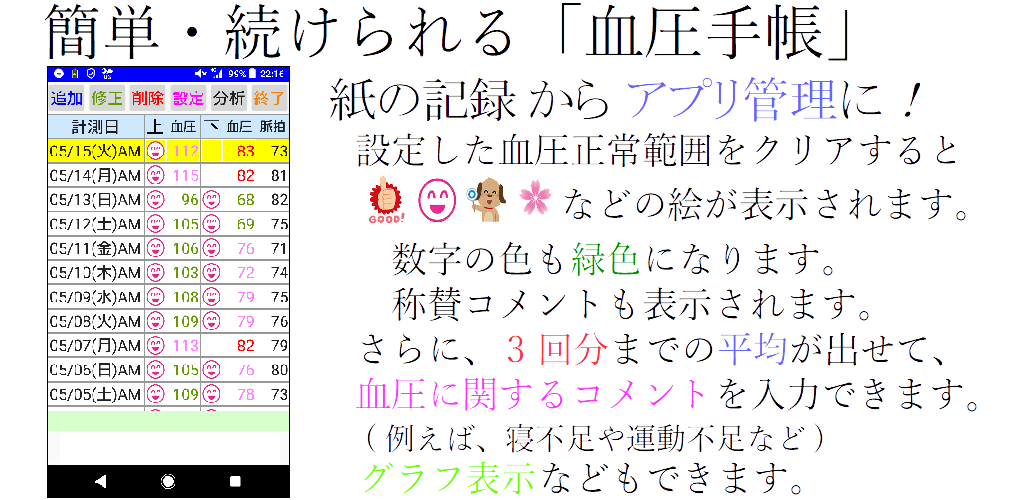 簡単・続けられる「血圧手帳」
99% 22:16
追加 修正 削除 設定 分析 終了
計測日 上 血圧 下 血圧 脈拍
05/15(火)AM 112 83 73
05/14(月)AM 115 82 81
05/13(日)AM 96 68 82
05/12(土)AM 105 69 75
05/11(金)AM 106 76 71
05/10(木)AM 103 72 74
05/09(水)AM 108 79 75
05/08(火)AM 109 79 76
05/07(月)AM 113 82 79
05/06(日)AM 105 76 80
05/05(土)AM 109 78 73
紙の記録からアプリ管理に！
設定した血圧正常範囲をクリアすると
GOOD! などの絵が表示されます。
数字の色も緑色になります。
称賛コメントも表示されます。
さらに、３回分までの平均が出せて、
血圧に関するコメントを入力できます。
(例えば、寝不足や運動不足など)
グラフ表示などもできます。